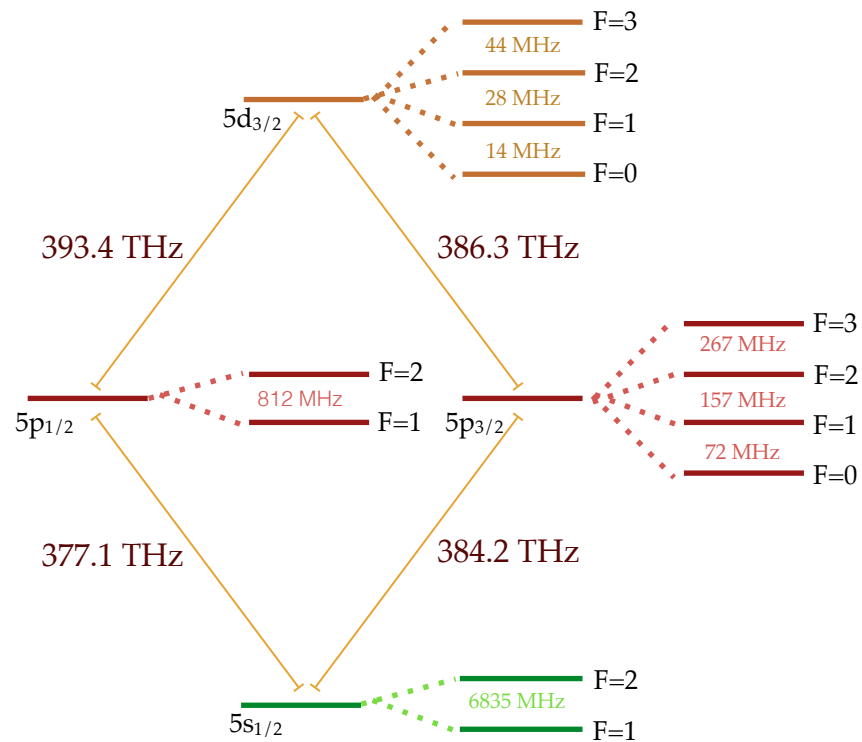 F=3
44 MHz
F=2
5d3/2
28 MHz
F=1
14 MHz
F=0
393.4 THz
386.3 THz
F=3
267 MHz
F=2
F=2
812 MHz
157 MHz
5p1/2
F=1
5p3/2
F=1
72 MHz
F=0
377.1 THz
384.2 THz
F=2
6835 MHz
5s1/2
F=1